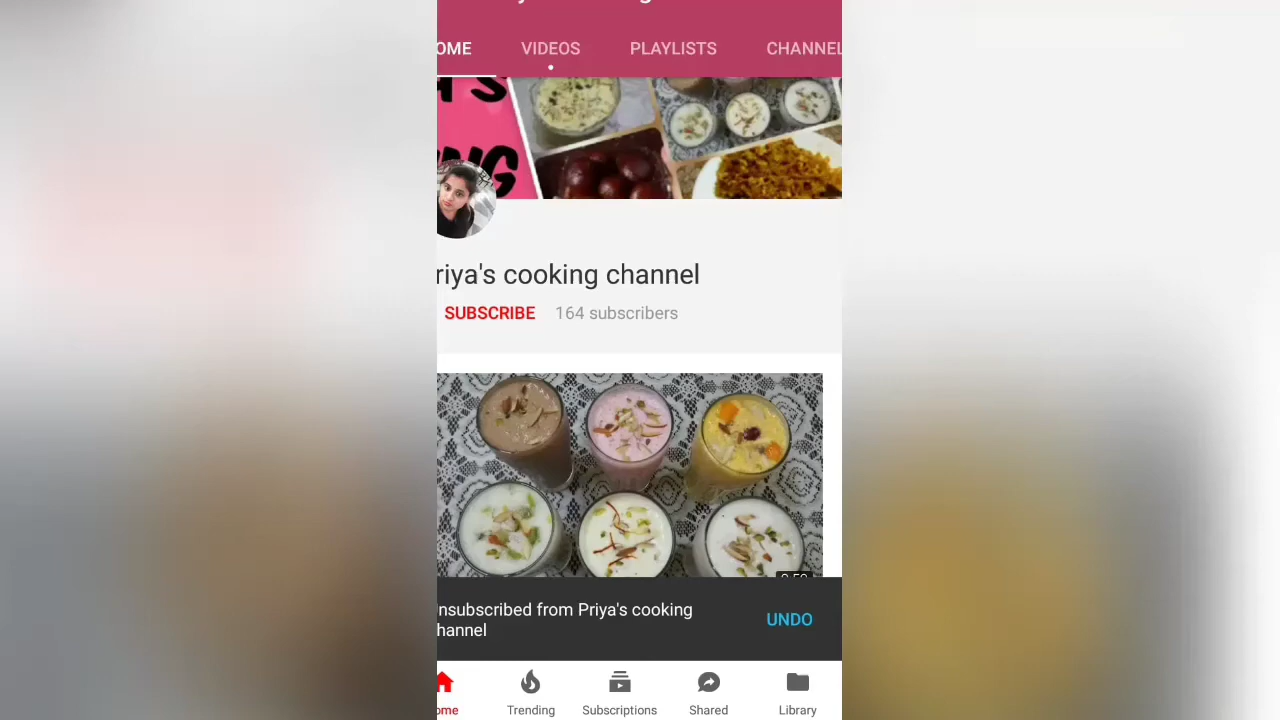 OME VIDEOS PLAYLISTS CHANNEL
A'S
NG
riya's cooking channel
SUBSCRIBE 164 subscribers
nsubscribed from Priya's cooking
hannel
UNDO
ome Trending Subscriptions Shared Library